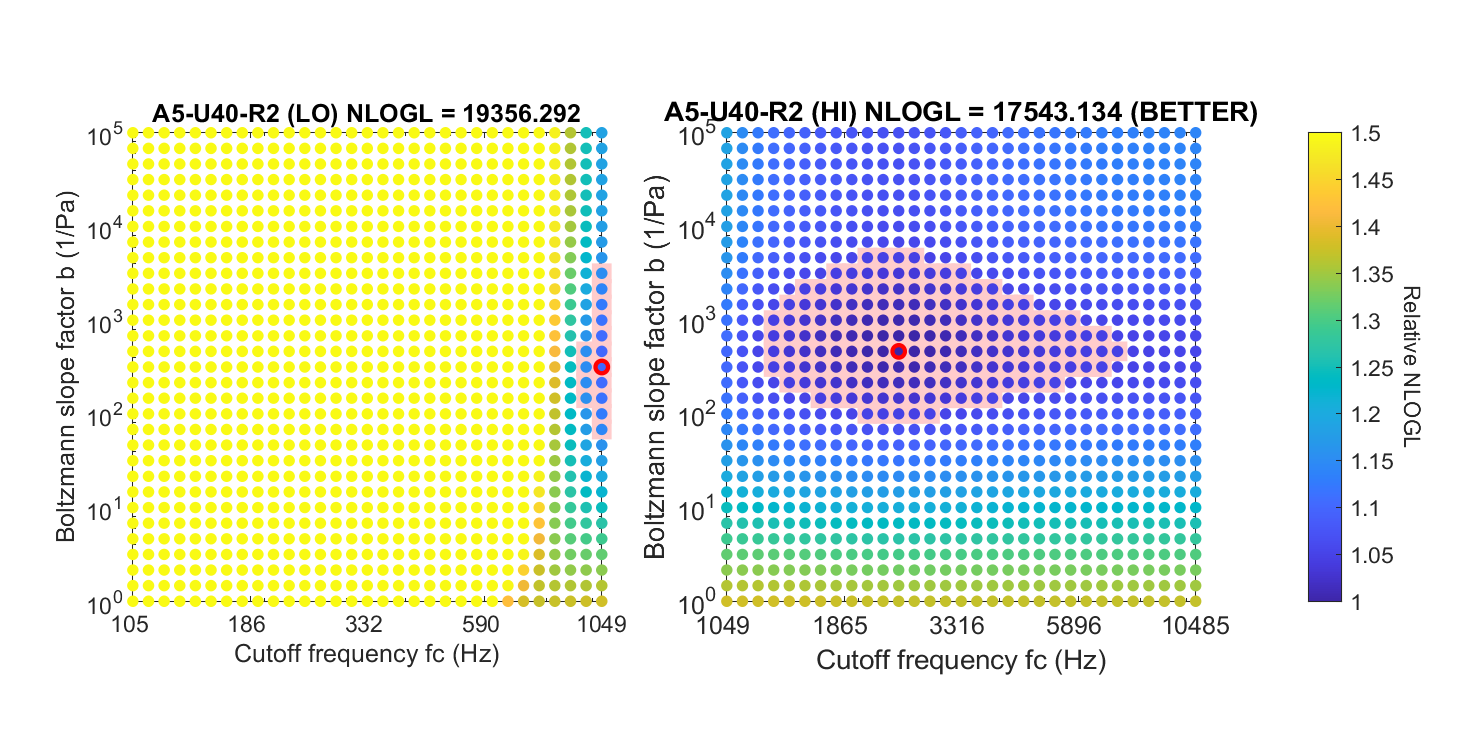 A5-U40-R2 (LO) NLOGL = 19356.292
A5-U40-R2 (HI) NLOGL = 17543.134 (BETTER)
Boltzmann slope factor b (1/Pa)
10^5
10^4
10^3
10^2
10^1
10^0
105 186 332 590 1049
Cutoff frequency fc (Hz)
Boltzmann slope factor b (1/Pa)
10^5
10^4
10^3
10^2
10^1
10^0
1049 1865 3316 5896 10485
Cutoff frequency fc (Hz)
1.5
1.45
1.4
1.35
1.3
1.25
1.2
1.15
1.1
1.05
1
Relative NLOGL